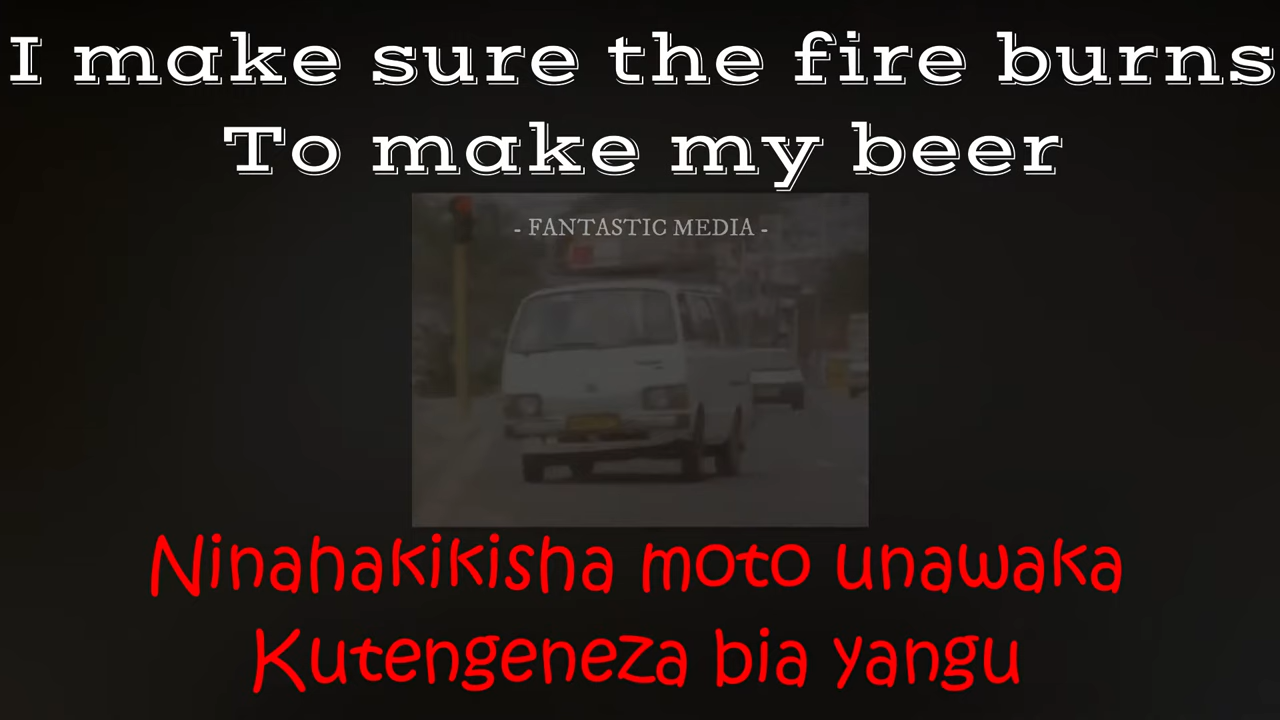 I make sure the fire burns
To make my beer
- FANTASTIC MEDIA -
Ninahakikisha moto unawaka
Kutengeneza bia yangu